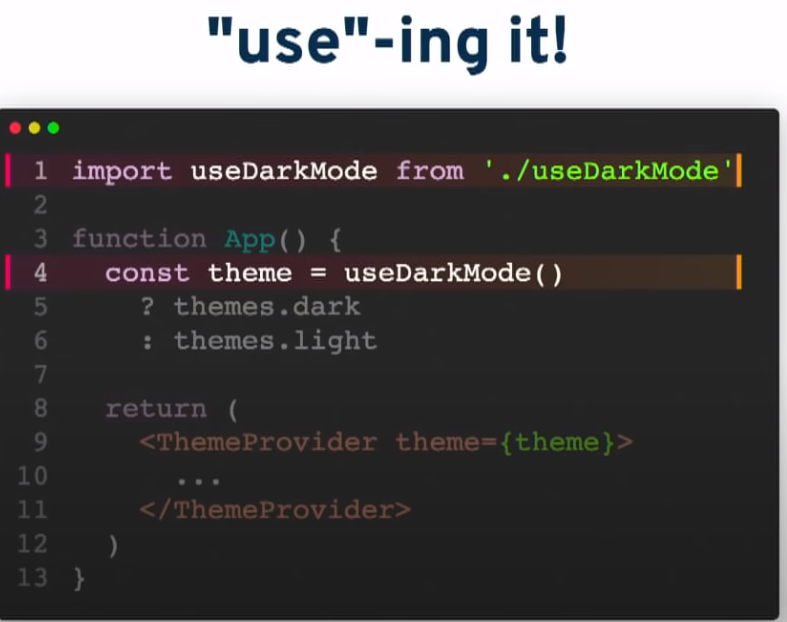 "use"-ing it!
1 import useDarkMode from './useDarkMode'
2
3 function App() {
4   const theme = useDarkMode()
5     ? themes.dark
6     : themes.light
7
8   return (
9     <ThemeProvider theme={theme}>
10       ...
11     </ThemeProvider>
12   )
13 }